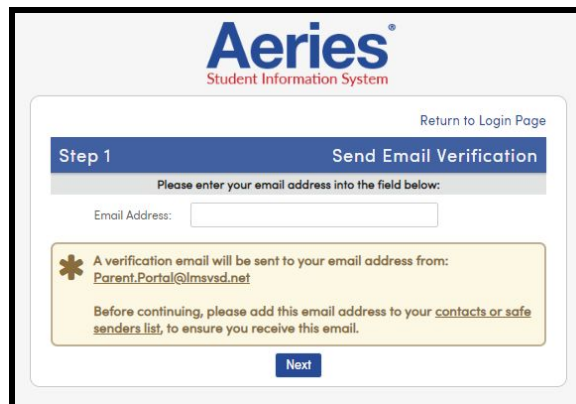 Aeries®
Student Information System
Return to Login Page
Step 1 Send Email Verification
Please enter your email address into the field below:
Email Address:
A verification email will be sent to your email address from:
Parent.Portal@lmsvsd.net
Before continuing, please add this email address to your contacts or safe
senders list, to ensure you receive this email.
Next